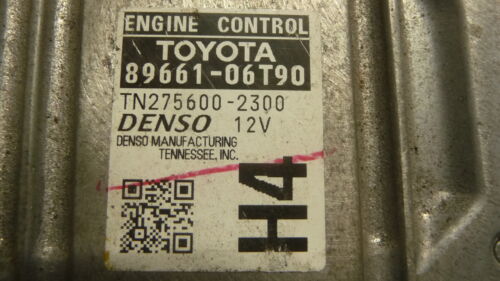 ENGINE CONTROL
TOYOTA
89661-06T90
TN275600-2300
DENSO 12V
DENSO MANUFACTURING
TENNESSEE, INC.
H4